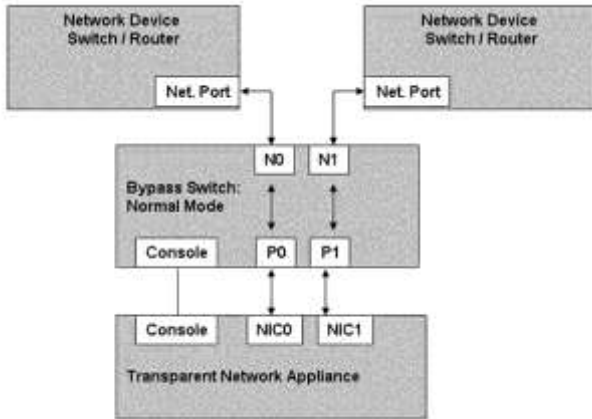 Network Device
Switch / Router
Network Device
Switch / Router
Net. Port
Net. Port
N0
N1
Bypass Switch:
Normal Mode
Console
P0
P1
Console
NIC0
NIC1
Transparent Network Appliance